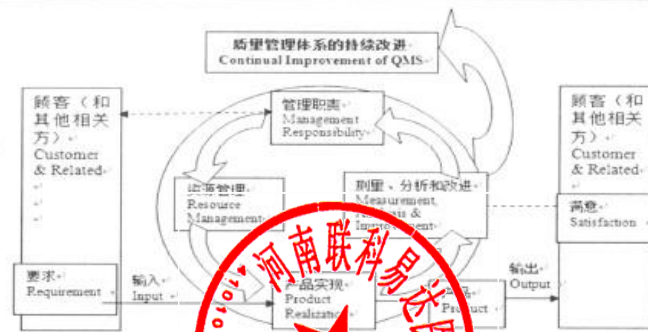 质量管理体系的持续改进
Continual Improvement of QMS
顾客（和
其他相关
方）
Customer
& Related
管理职责
Management
Responsibility
顾客（和
其他相关
方）
Customer
& Related
资源管理
Resource
Management
测量、分析和改进
Measurement,
Analysis &
Improvement
满意
Satisfaction
要求
Requirement
输入
Input
产品实现
Product
Realization
产品
Product
输出
Output
河南联科易达
11010